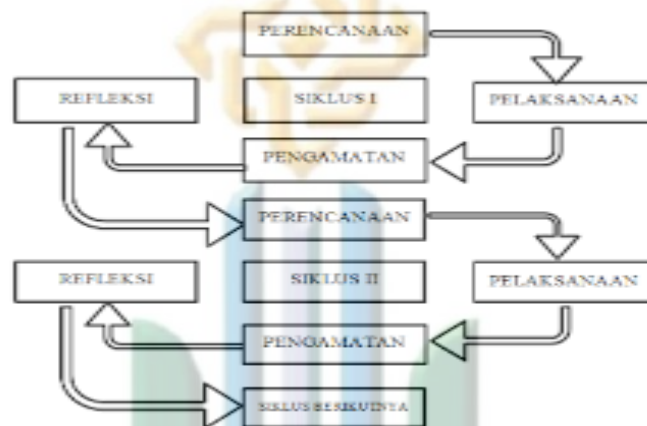 PERENCANAAN
REFLEKSI
SIKLUS I
PELAKSANAAN
PENGAMATAN
PERENCANAAN
REFLEKSI
SIKLUS II
PELAKSANAAN
PENGAMATAN
SIKLUS BERIKUTNYA